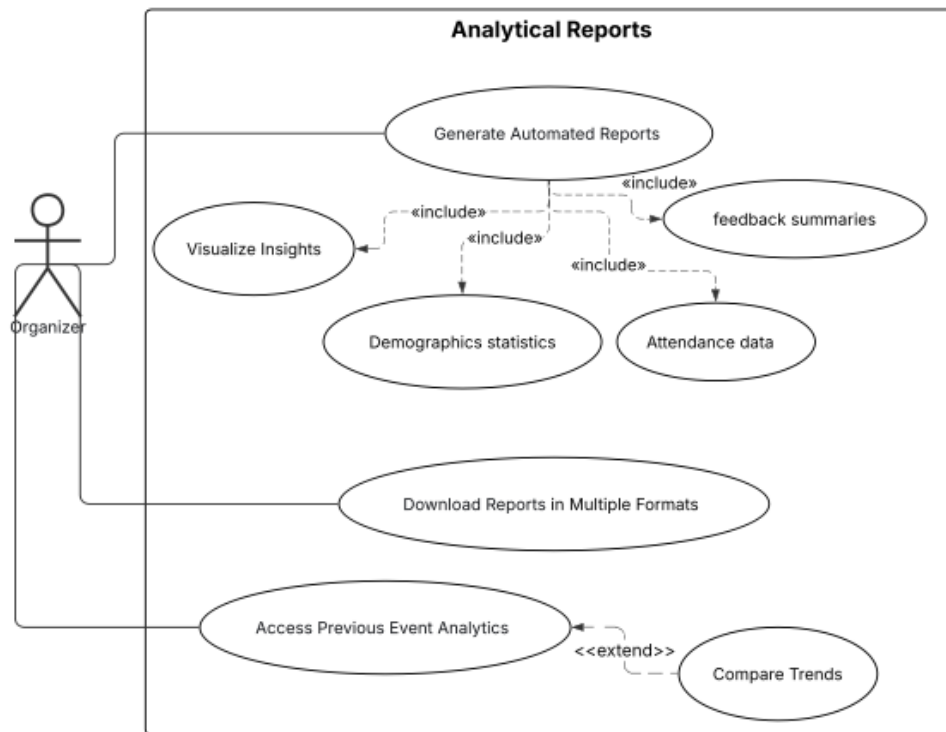 Analytical Reports
Generate Automated Reports
«include»
feedback summaries
«include»
Visualize Insights
«include»
«include»
Organizer
Demographics statistics
Attendance data
Download Reports in Multiple Formats
Access Previous Event Analytics
<<extend>>
Compare Trends